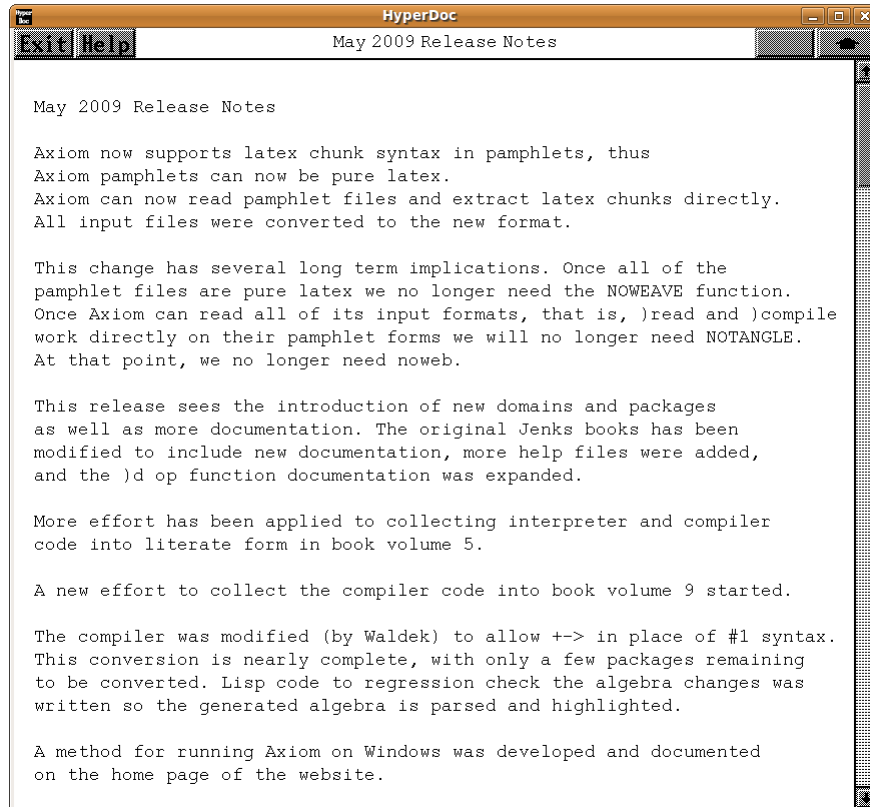 Hyper Doc
HyperDoc
Exit Help
May 2009 Release Notes
May 2009 Release Notes
Axiom now supports latex chunk syntax in pamphlets, thus
Axiom pamphlets can now be pure latex.
Axiom can now read pamphlet files and extract latex chunks directly.
All input files were converted to the new format.
This change has several long term implications. Once all of the
pamphlet files are pure latex we no longer need the NOWEAVE function.
Once Axiom can read all of its input formats, that is, )read and )compile
work directly on their pamphlet forms we will no longer need NOTANGLE.
At that point, we no longer need noweb.
This release sees the introduction of new domains and packages
as well as more documentation. The original Jenks books has been
modified to include new documentation, more help files were added,
and the )d op function documentation was expanded.
More effort has been applied to collecting interpreter and compiler
code into literate form in book volume 5.
A new effort to collect the compiler code into book volume 9 started.
The compiler was modified (by Waldek) to allow +-> in place of #1 syntax.
This conversion is nearly complete, with only a few packages remaining
to be converted. Lisp code to regression check the algebra changes was
written so the generated algebra is parsed and highlighted.
A method for running Axiom on Windows was developed and documented
on the home page of the website.